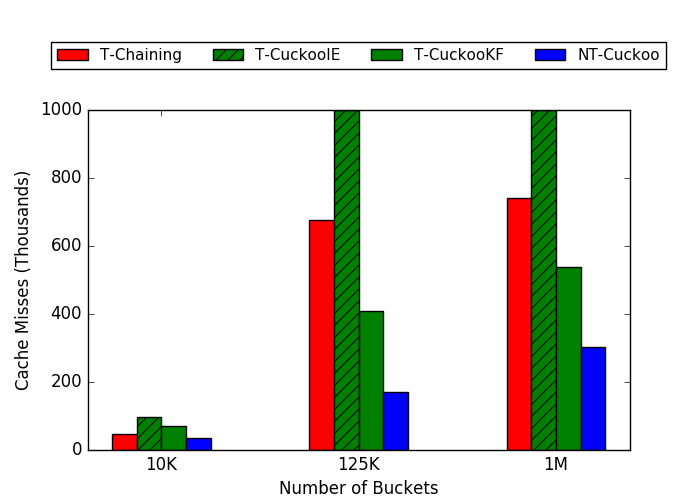 T-Chaining T-CuckooIE T-CuckooKF NT-Cuckoo
1000
800
600
400
200
0
Cache Misses (Thousands)
10K 125K 1M
Number of Buckets